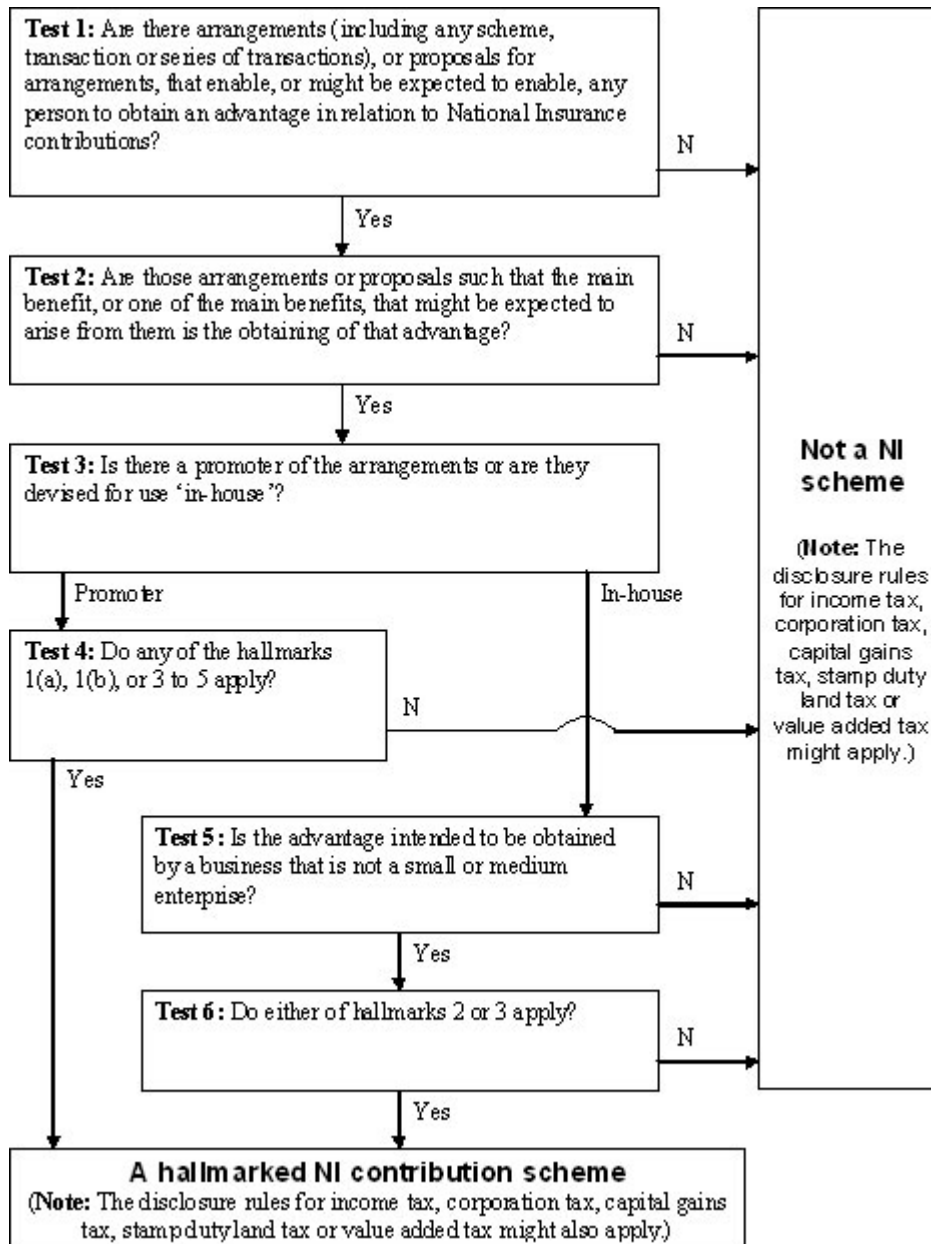 Test 1: Are there arrangements (including any scheme,
transaction or series of transactions), or proposals for
arrangements, that enable, or might be expected to enable, any
person to obtain an advantage in relation to National Insurance
contributions?
N
Yes
Test 2: Are those arrangements or proposals such that the main
benefit, or one of the main benefits, that might be expected to
arise from them is the obtaining of that advantage?
N
Yes
Test 3: Is there a promoter of the arrangements or are they
devised for use ‘in-house’?
Promoter
In-house
Test 4: Do any of the hallmarks
1(a), 1(b), or 3 to 5 apply?
N
Yes
Test 5: Is the advantage intended to be obtained
by a business that is not a small or medium
enterprise?
N
Yes
Test 6: Do either of hallmarks 2 or 3 apply?
N
Yes
Not a NI
scheme
(Note: The
disclosure rules
for income tax,
corporation tax,
capital gains
tax, stamp duty
land tax or
value added tax
might apply.)
A hallmarked NI contribution scheme
(Note: The disclosure rules for income tax, corporation tax, capital gains
tax, stamp duty land tax or value added tax might also apply.)